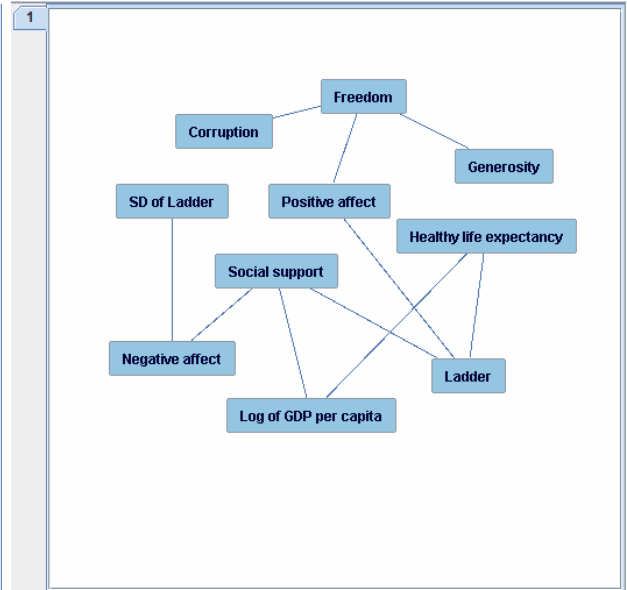 1
Freedom
Corruption
Generosity
SD of Ladder
Positive affect
Healthy life expectancy
Social support
Negative affect
Ladder
Log of GDP per capita